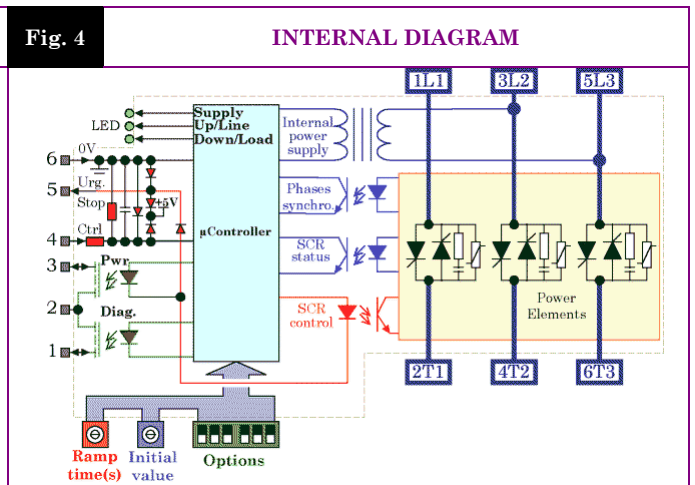 Fig. 4
INTERNAL DIAGRAM
1L1
3L2
5L3
LED
Supply
Up/Line
Down/Load
Internal
power
supply
6
0V
5
Urg.
Stop
+5V
4
Ctrl
3
Pwr
2
Diag.
1
µController
Phases
synchro.
SCR
status
SCR
control
Power
Elements
2T1
4T2
6T3
Ramp
time(s)
Initial
value
Options